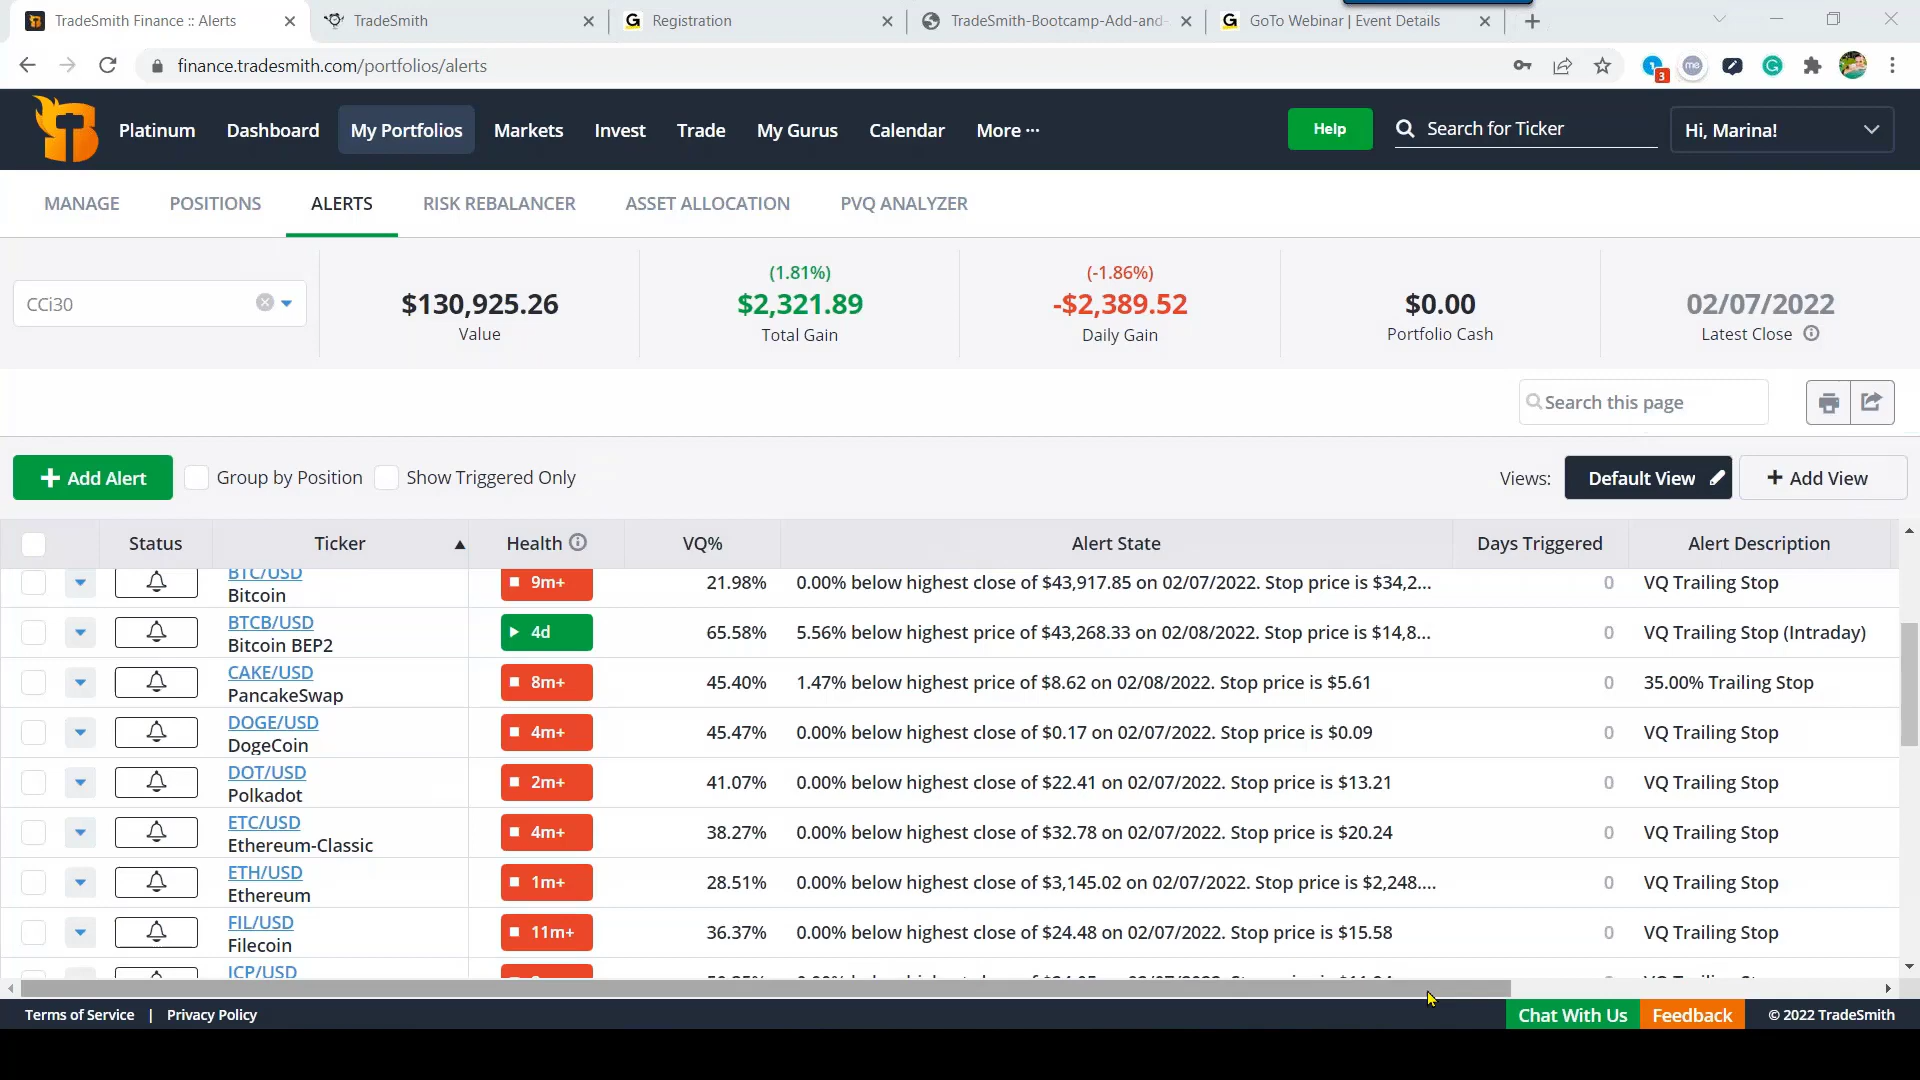 TradeSmith Finance :: Alerts
TradeSmith
Registration
TradeSmith-Bootcamp-Add-and-
GoTo Webinar | Event Details
finance.tradesmith.com/portfolios/alerts
3
me
Platinum Dashboard My Portfolios Markets Invest Trade My Gurus Calendar More ···
Help
Search for Ticker
Hi, Marina!
MANAGE POSITIONS ALERTS RISK REBALANCER ASSET ALLOCATION PVQ ANALYZER
(1.81%) (-1.86%)
CCi30 $130,925.26 $2,321.89 -$2,389.52 $0.00 02/07/2022
Value Total Gain Daily Gain Portfolio Cash Latest Close
Search this page
Add Alert Group by Position Show Triggered Only Views: Default View + Add View
Status Ticker Health VQ% Alert State Days Triggered Alert Description
BTC/USD
Bitcoin
9m+ 21.98% 0.00% below highest close of $43,917.85 on 02/07/2022. Stop price is $34,2... 0 VQ Trailing Stop
BTCB/USD
Bitcoin BEP2
4d 65.58% 5.56% below highest price of $43,268.33 on 02/08/2022. Stop price is $14,8... 0 VQ Trailing Stop (Intraday)
CAKE/USD
PancakeSwap
8m+ 45.40% 1.47% below highest price of $8.62 on 02/08/2022. Stop price is $5.61 0 35.00% Trailing Stop
DOGE/USD
DogeCoin
4m+ 45.47% 0.00% below highest close of $0.17 on 02/07/2022. Stop price is $0.09 0 VQ Trailing Stop
DOT/USD
Polkadot
2m+ 41.07% 0.00% below highest close of $22.41 on 02/07/2022. Stop price is $13.21 0 VQ Trailing Stop
ETC/USD
Ethereum-Classic
4m+ 38.27% 0.00% below highest close of $32.78 on 02/07/2022. Stop price is $20.24 0 VQ Trailing Stop
ETH/USD
Ethereum
1m+ 28.51% 0.00% below highest close of $3,145.02 on 02/07/2022. Stop price is $2,248.... 0 VQ Trailing Stop
FIL/USD
Filecoin
11m+ 36.37% 0.00% below highest close of $24.48 on 02/07/2022. Stop price is $15.58 0 VQ Trailing Stop
ICP/USD
Terms of Service | Privacy Policy Chat With Us Feedback © 2022 TradeSmith